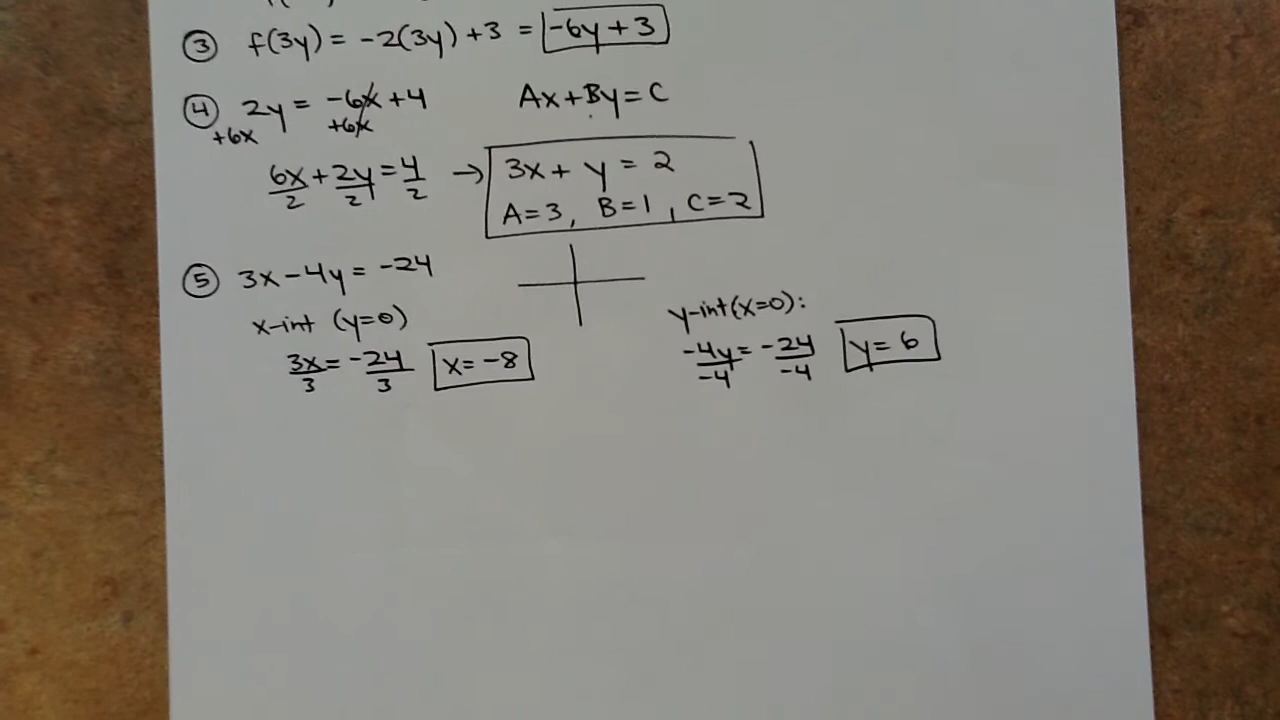 ③ f(3y) = -2(3y)+3 = -6y+3
④ 2y = -6x+4 Ax+By=C
+6x +6x
6x/2 + 2y/2 = 4/2 → 3x + y = 2
A=3, B=1, C=2
⑤ 3x-4y = -24
x-int (y=0) y-int(x=0):
3x/3 = -24/3 x=-8 -4y/-4 = -24/-4 y=6